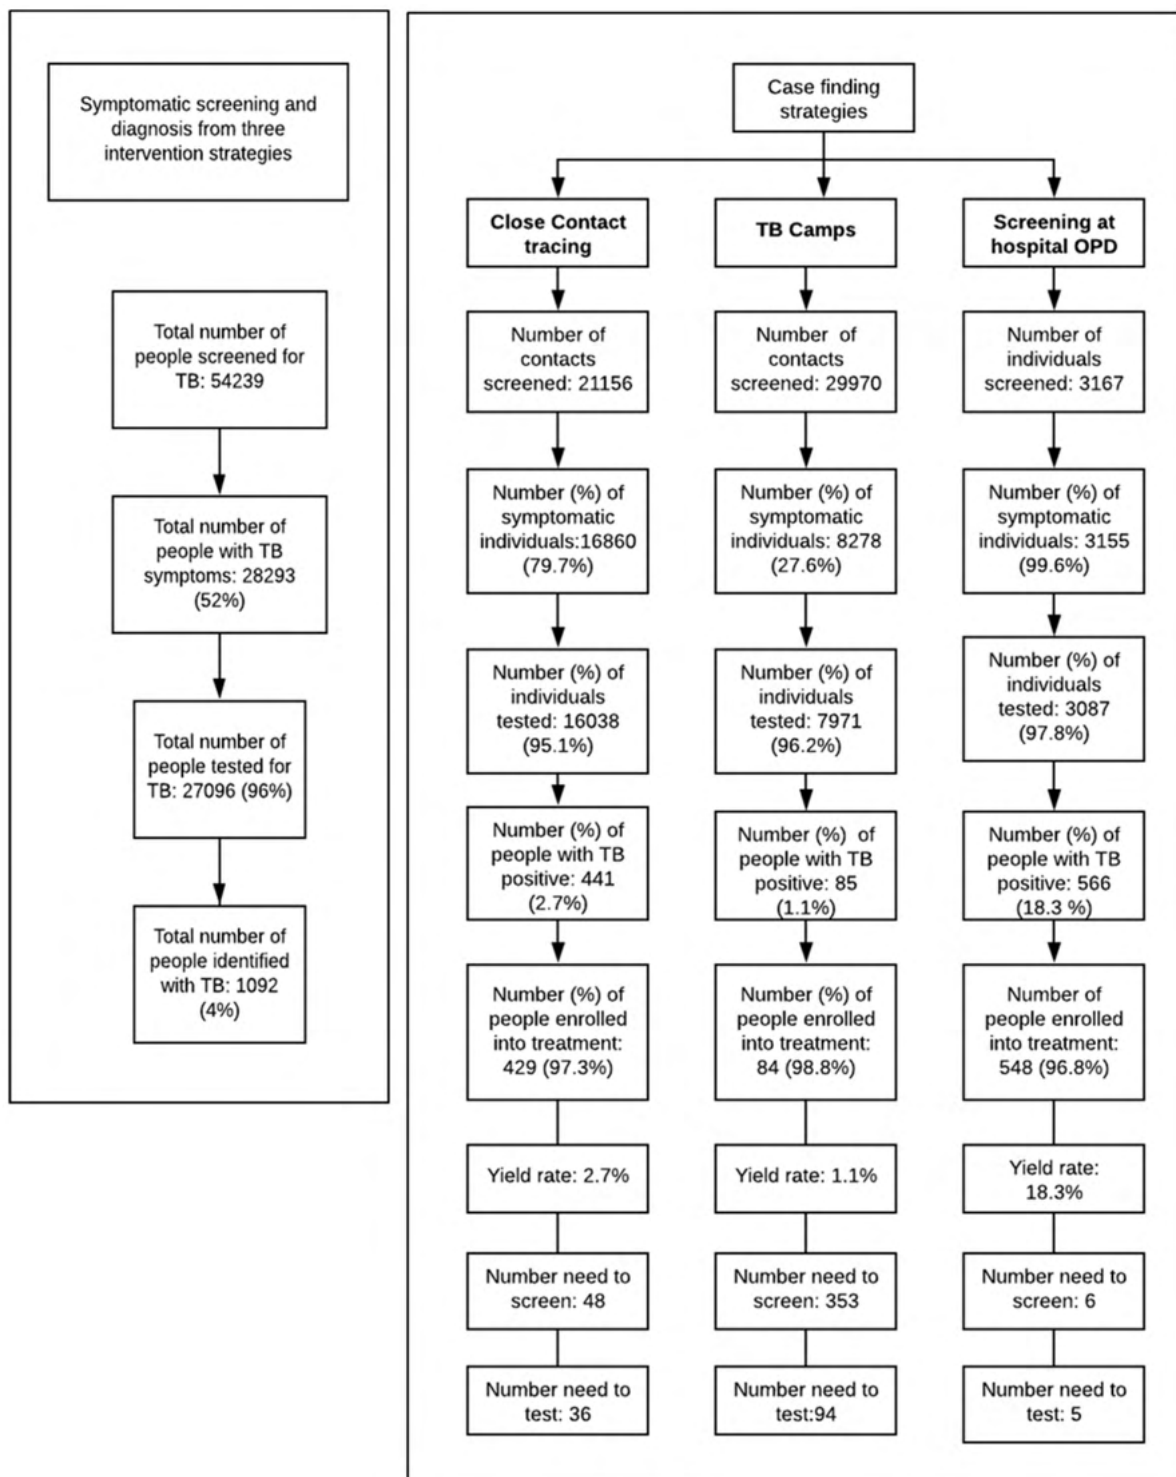 Symptomatic screening and
diagnosis from three
intervention strategies
Total number of
people screened for
TB: 54239
Total number of
people with TB
symptoms: 28293
(52%)
Total number of
people tested for
TB: 27096 (96%)
Total number of
people identified
with TB: 1092
(4%)
Case finding
strategies
Close Contact
tracing
Number of
contacts
screened: 21156
Number (%) of
symptomatic
individuals:16860
(79.7%)
Number (%) of
individuals
tested: 16038
(95.1%)
Number (%) of
people with TB
positive: 441
(2.7%)
Number (%) of
people enrolled
into treatment:
429 (97.3%)
Yield rate: 2.7%
Number need to
screen: 48
Number need to
test: 36
TB Camps
Number of
contacts
screened: 29970
Number (%) of
symptomatic
individuals: 8278
(27.6%)
Number (%) of
individuals
tested: 7971
(96.2%)
Number (%) of
people with TB
positive: 85
(1.1%)
Number (%) of
people enrolled
into treatment:
84 (98.8%)
Yield rate: 1.1%
Number need to
screen: 353
Number need to
test:94
Screening at
hospital OPD
Number of
individuals
screened: 3167
Number (%) of
symptomatic
individuals: 3155
(99.6%)
Number (%) of
individuals
tested: 3087
(97.8%)
Number (%) of
people with TB
positive: 566
(18.3 %)
Number of
people enrolled
into treatment:
548 (96.8%)
Yield rate:
18.3%
Number need to
screen: 6
Number need to
test: 5